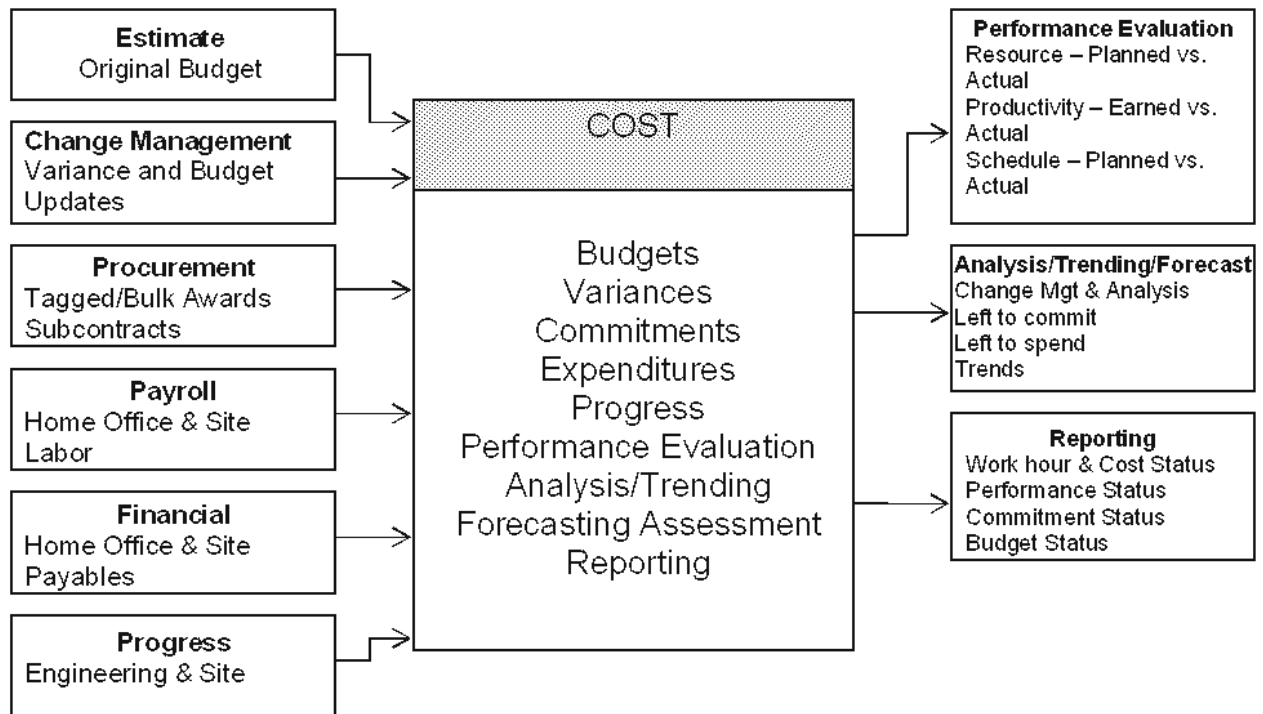 Estimate
Original Budget
Change Management
Variance and Budget
Updates
Procurement
Tagged/Bulk Awards
Subcontracts
Payroll
Home Office & Site
Labor
Financial
Home Office & Site
Payables
Progress
Engineering & Site
COST
Budgets
Variances
Commitments
Expenditures
Progress
Performance Evaluation
Analysis/Trending
Forecasting Assessment
Reporting
Performance Evaluation
Resource – Planned vs.
Actual
Productivity – Earned vs.
Actual
Schedule – Planned vs.
Actual
Analysis/Trending/Forecast
Change Mgt & Analysis
Left to commit
Left to spend
Trends
Reporting
Work hour & Cost Status
Performance Status
Commitment Status
Budget Status